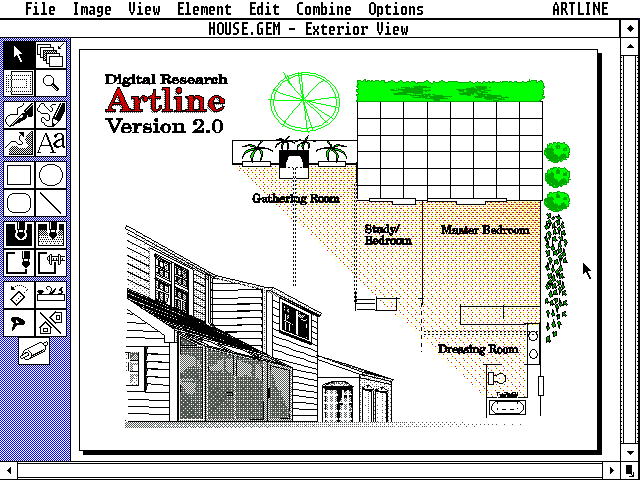 File Image View Element Edit Combine Options ARTLINE
HOUSE.GEM - Exterior View
Digital Research
Artline
Version 2.0
Gathering Room
Study/
Bedroom
Master Bedroom
Dressing Room
Aa